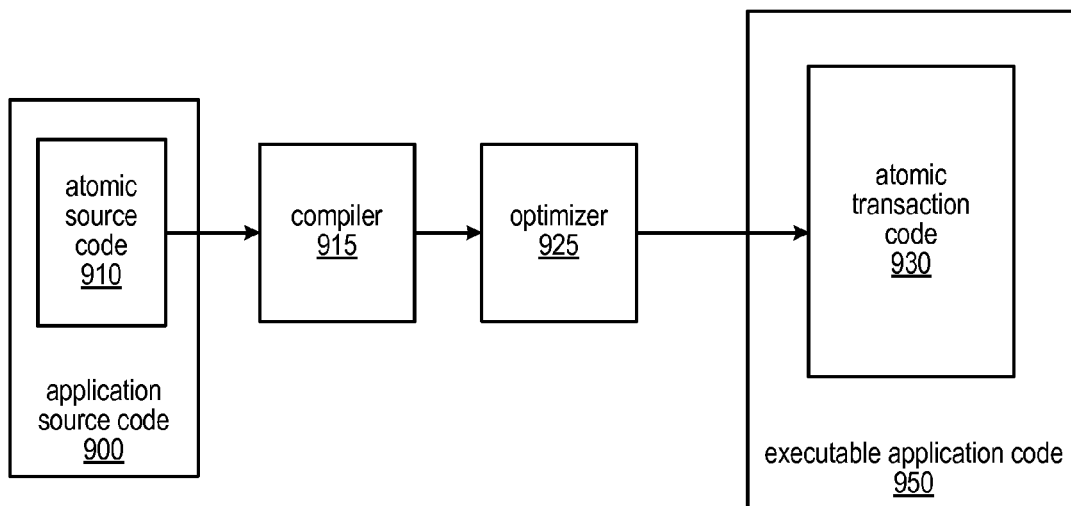 atomic
source
code
910
application
source code
900
compiler
915
optimizer
925
atomic
transaction
code
930
executable application code
950